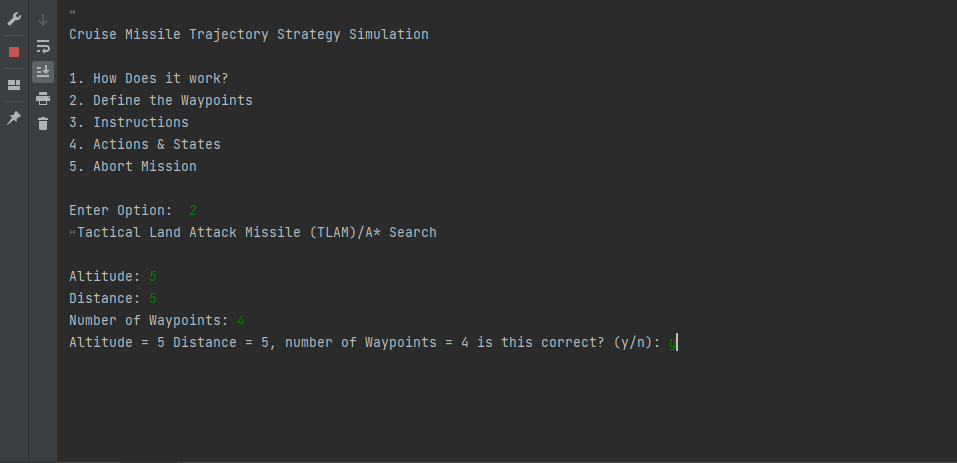 “
Cruise Missile Trajectory Strategy Simulation
1. How Does it work?
2. Define the Waypoints
3. Instructions
4. Actions & States
5. Abort Mission
Enter Option:  2
“Tactical Land Attack Missile (TLAM)/A* Search
Altitude: 5
Distance: 5
Number of Waypoints: 4
Altitude = 5 Distance = 5, number of Waypoints = 4 is this correct? (y/n): y